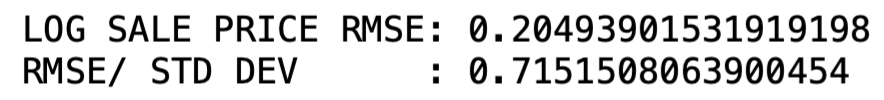 LOG SALE PRICE RMSE: 0.20493901531919198
RMSE/ STD DEV      : 0.7151508063900454